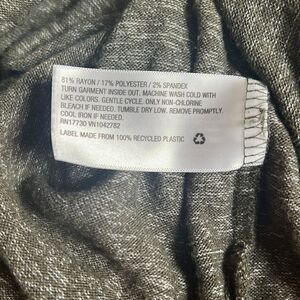 81% RAYON / 17% POLYESTER / 2% SPANDEX
TURN GARMENT INSIDE OUT. MACHINE WASH COLD WITH
LIKE COLORS. GENTLE CYCLE. ONLY NON-CHLORINE
BLEACH IF NEEDED. TUMBLE DRY LOW. REMOVE PROMPTLY.
COOL IRON IF NEEDED.
RN17730 VN1042782
LABEL MADE FROM 100% RECYCLED PLASTIC